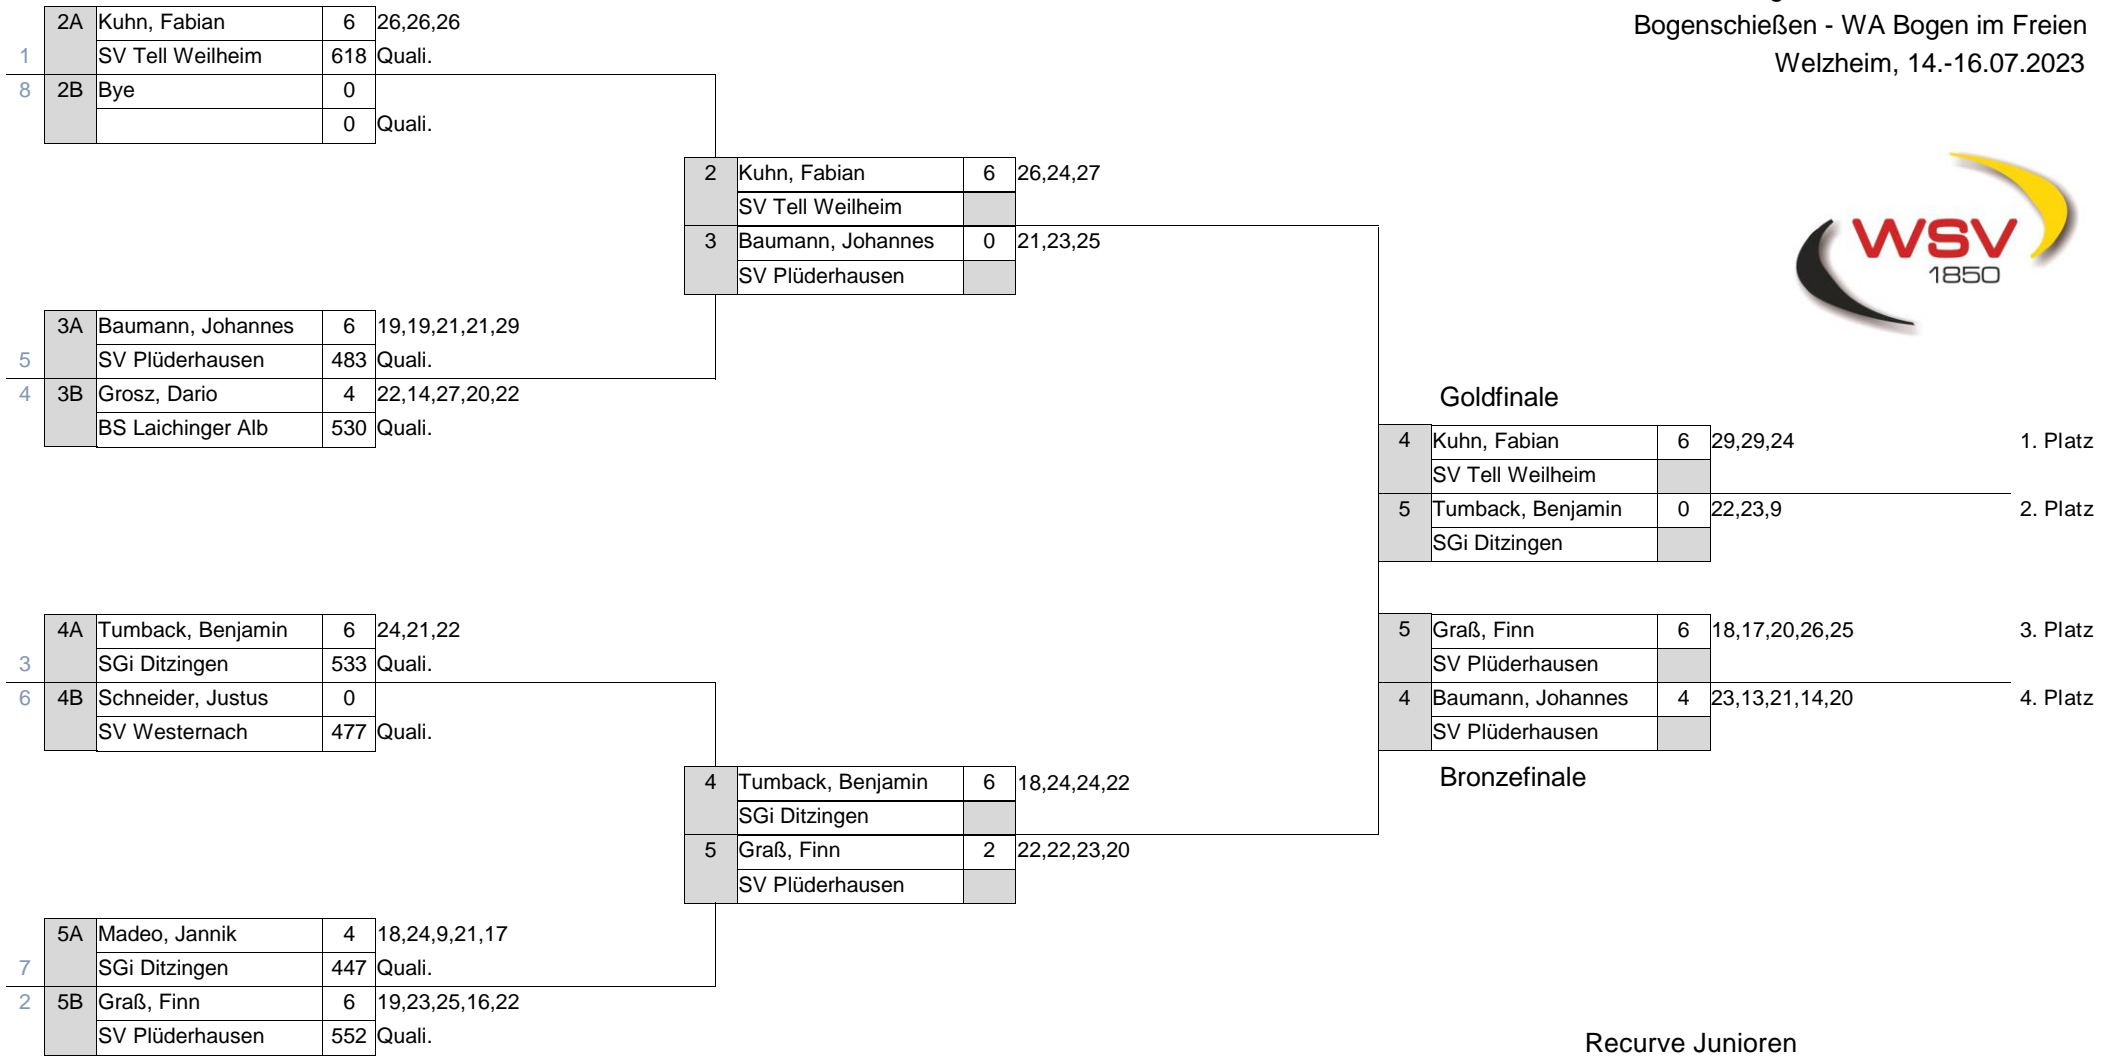 Bogenschießen - WA Bogen im Freien
Welzheim, 14.-16.07.2023
WSV
1850
2A Kuhn, Fabian 6 26,26,26
1 SV Tell Weilheim 618 Quali.
8 2B Bye 0
0 Quali.
2 Kuhn, Fabian 6 26,24,27
SV Tell Weilheim
3 Baumann, Johannes 0 21,23,25
SV Plüderhausen
3A Baumann, Johannes 6 19,19,21,21,29
5 SV Plüderhausen 483 Quali.
4 3B Grosz, Dario 4 22,14,27,20,22
BS Laichinger Alb 530 Quali.
Goldfinale
4 Kuhn, Fabian 6 29,29,24 1. Platz
SV Tell Weilheim
5 Tumback, Benjamin 0 22,23,9 2. Platz
SGi Ditzingen
4A Tumback, Benjamin 6 24,21,22
3 SGi Ditzingen 533 Quali.
6 4B Schneider, Justus 0
SV Westernach 477 Quali.
5 Graß, Finn 6 18,17,20,26,25 3. Platz
SV Plüderhausen
4 Baumann, Johannes 4 23,13,21,14,20 4. Platz
SV Plüderhausen
Bronzefinale
4 Tumback, Benjamin 6 18,24,24,22
SGi Ditzingen
5 Graß, Finn 2 22,22,23,20
SV Plüderhausen
5A Madeo, Jannik 4 18,24,9,21,17
7 SGi Ditzingen 447 Quali.
2 5B Graß, Finn 6 19,23,25,16,22
SV Plüderhausen 552 Quali.
Recurve Junioren